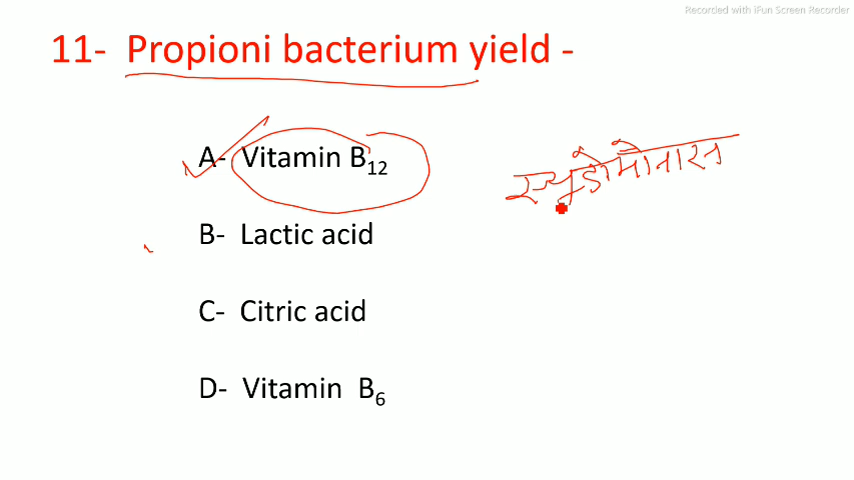 Recorded with iFun Screen Recorder
11- Propioni bacterium yield -
A- Vitamin B12
स्यूडोमोनास
B- Lactic acid
C- Citric acid
D- Vitamin B6